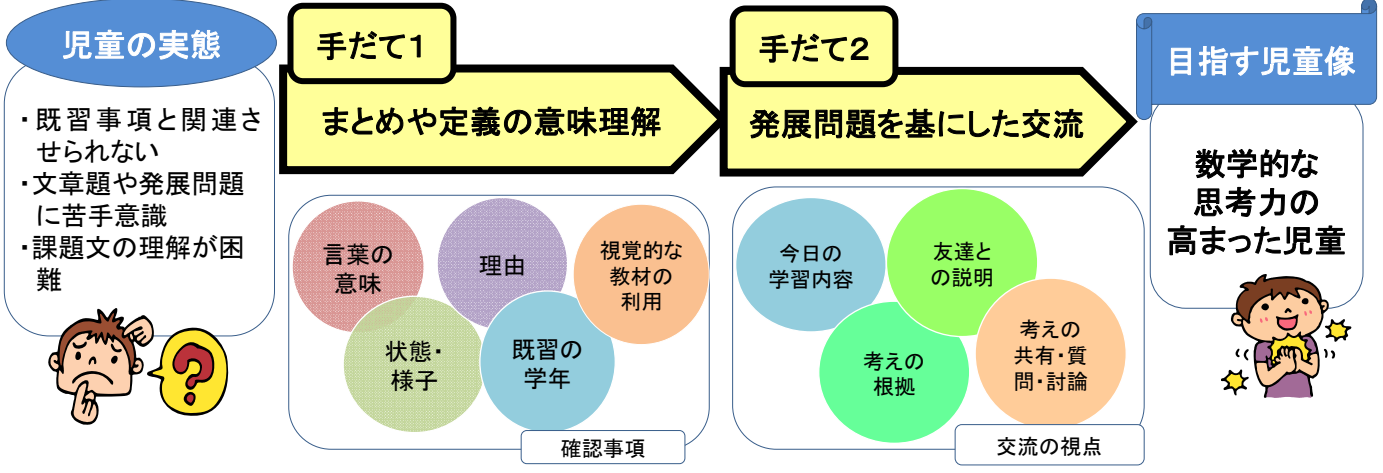 児童の実態
・既習事項と関連さ
せられない
・文章題や発展問題
に苦手意識
・課題文の理解が困
難
?
手だて1
まとめや定義の意味理解
言葉の
意味
理由
視覚的な
教材の
利用
状態・
様子
既習の
学年
確認事項
手だて2
発展問題を基にした交流
今日の
学習内容
友達と
の説明
考えの
根拠
考えの
共有・質
問・討論
交流の視点
目指す児童像
数学的な
思考力の
高まった児童